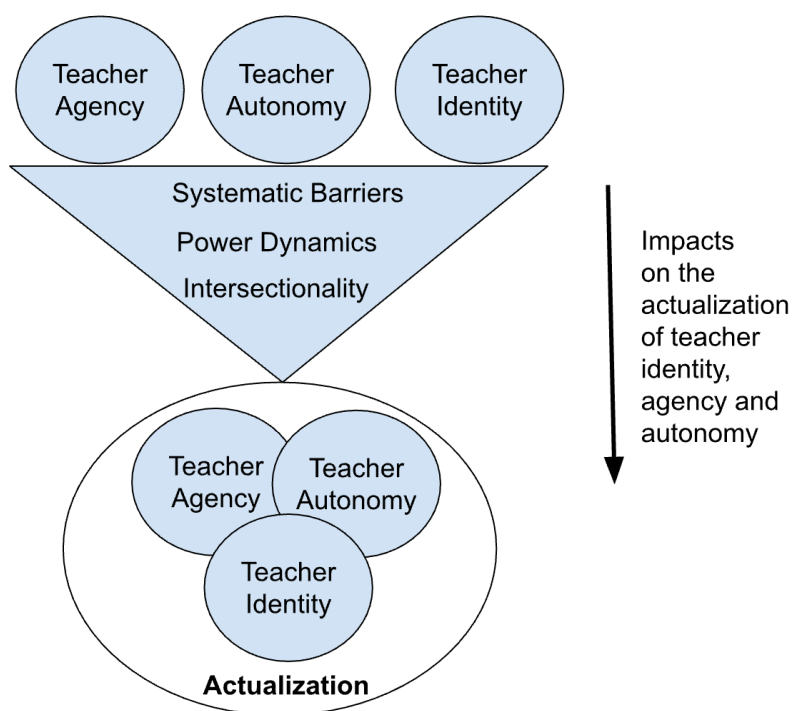 Teacher
Agency
Teacher
Autonomy
Teacher
Identity
Systematic Barriers
Power Dynamics
Intersectionality
Impacts
on the
actualization
of teacher
identity,
agency and
autonomy
Teacher
Agency
Teacher
Autonomy
Teacher
Identity
Actualization